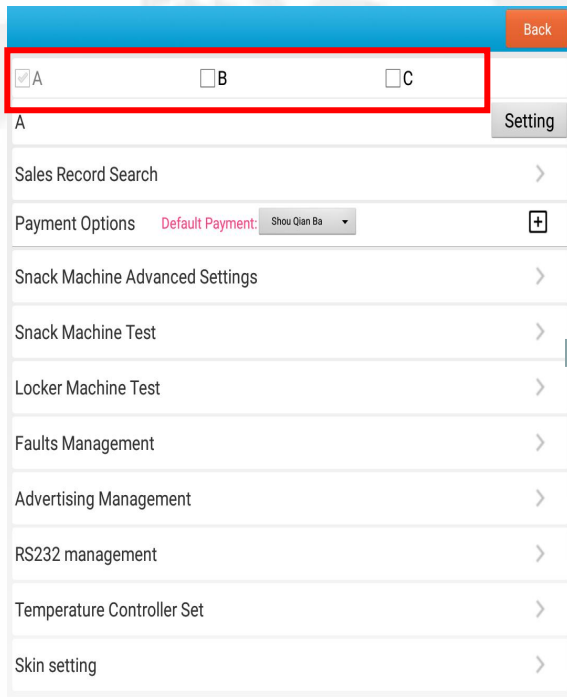 Back
A B C
A Setting
Sales Record Search
Payment Options Default Payment: Shou Qian Ba
Snack Machine Advanced Settings
Snack Machine Test
Locker Machine Test
Faults Management
Advertising Management
RS232 management
Temperature Controller Set
Skin setting